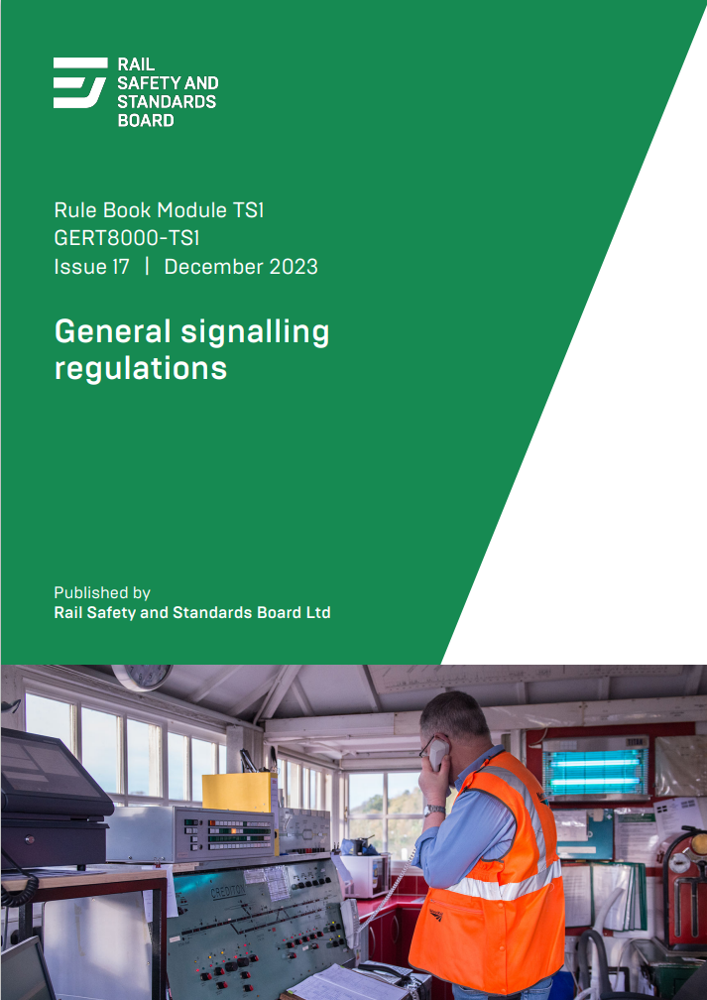 RAIL
SAFETY AND
STANDARDS
BOARD
Rule Book Module TS1
GERT8000-TS1
Issue 17 | December 2023
General signalling
regulations
Published by
Rail Safety and Standards Board Ltd
CREDITON